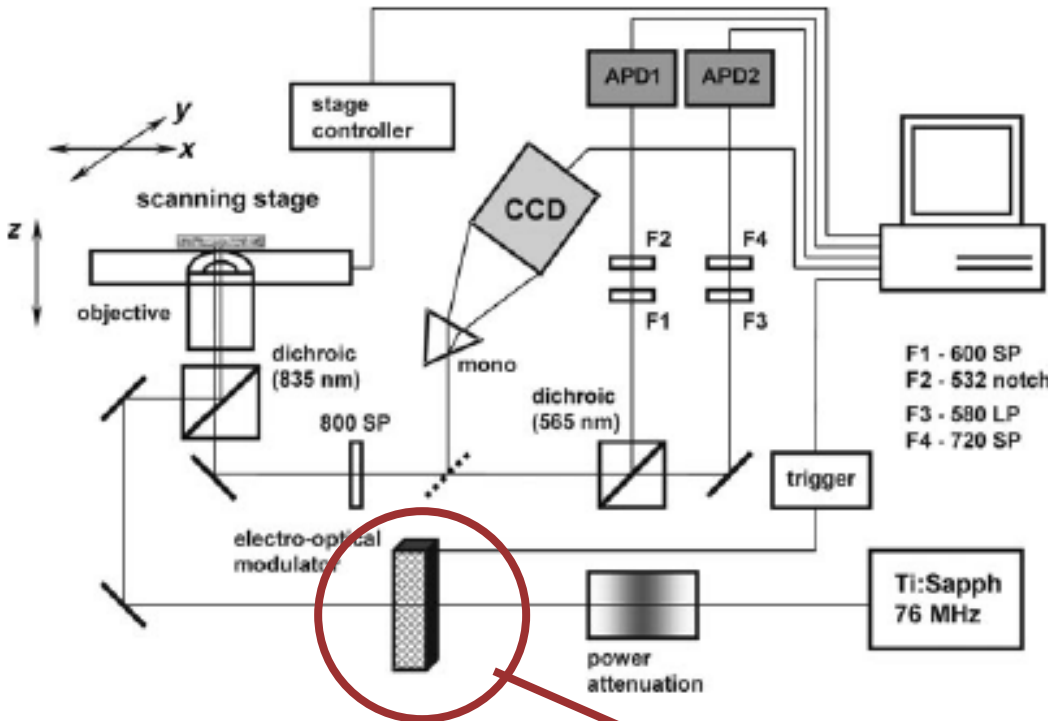 APD1
APD2
stage
controller
y
x
scanning stage
z
CCD
F2
F4
objective
F1
F3
mono
dichroic
(835 nm)
dichroic
(565 nm)
F1 - 600 SP
F2 - 532 notch
F3 - 580 LP
F4 - 720 SP
800 SP
trigger
electro-optical
modulator
Ti:Sapph
76 MHz
power
attenuation